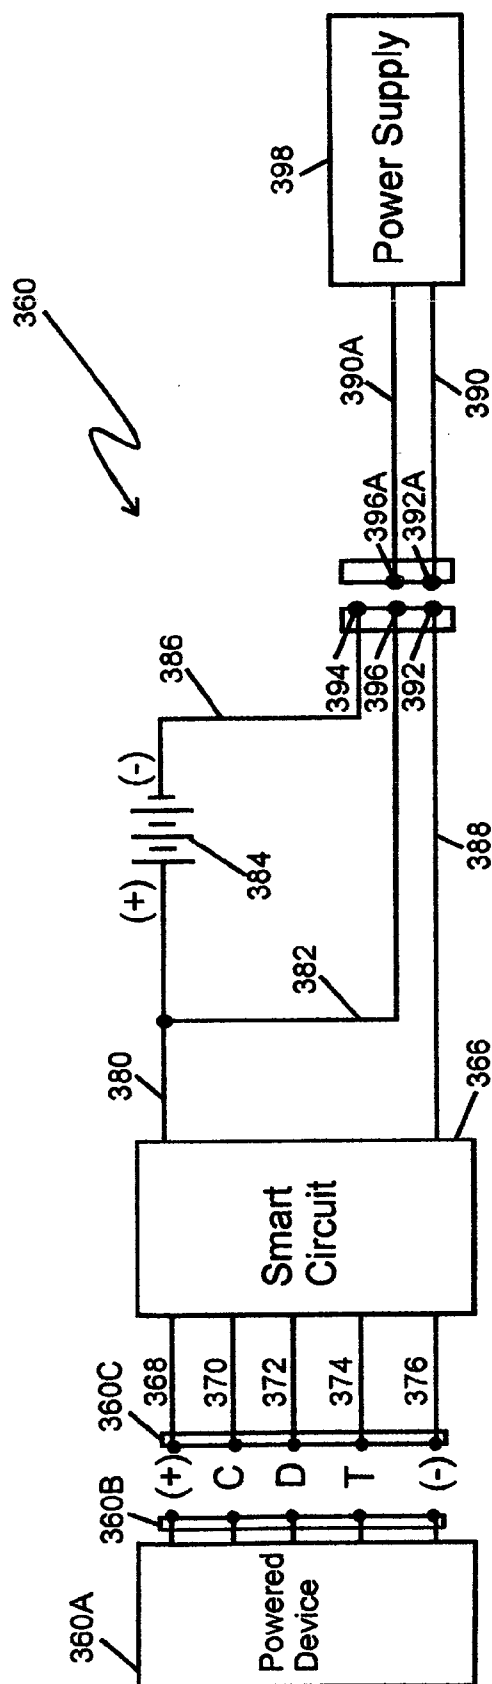 360
360A
Powered
Device
360B
360C
(+)
C
D
T
(-)
368
370
372
374
376
Smart
Circuit
366
380
382
(+)
(-)
384
386
388
394
396
392
396A
392A
390A
390
398
Power Supply